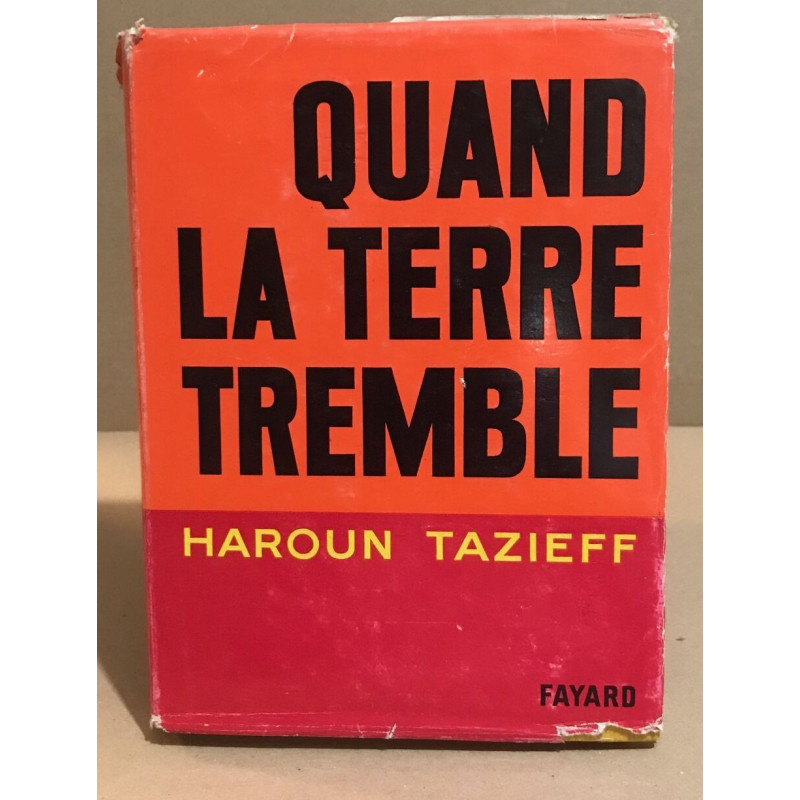 QUAND
LA TERRE
TREMBLE
HAROUN TAZIEFF
FAYARD